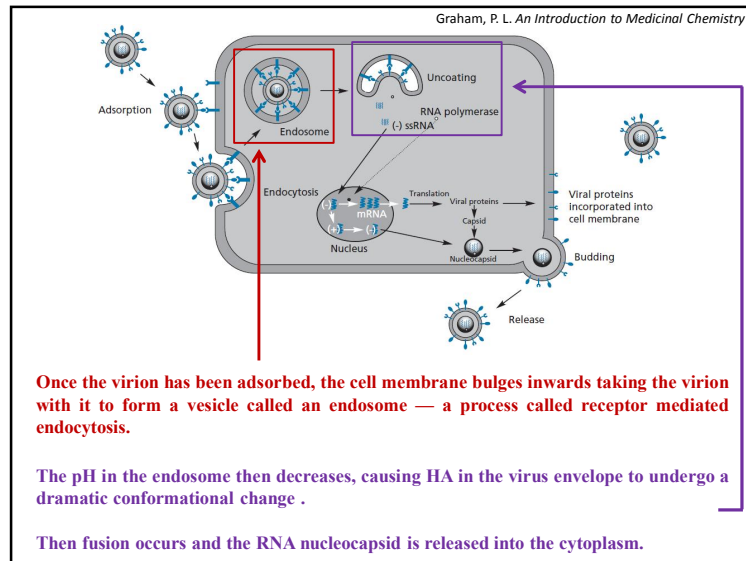 Graham, P. L. An Introduction to Medicinal Chemistry
Adsorption
Uncoating
RNA polymerase
(-) ssRNA
Endosome
Endocytosis
Translation
(-)
mRNA
Viral proteins
Viral proteins
incorporated into
cell membrane
Capsid
(+)
(-)
Nucleus
Nucleocapsid
Budding
Release
Once the virion has been adsorbed, the cell membrane bulges inwards taking the virion
with it to form a vesicle called an endosome — a process called receptor mediated
endocytosis.
The pH in the endosome then decreases, causing HA in the virus envelope to undergo a
dramatic conformational change .
Then fusion occurs and the RNA nucleocapsid is released into the cytoplasm.